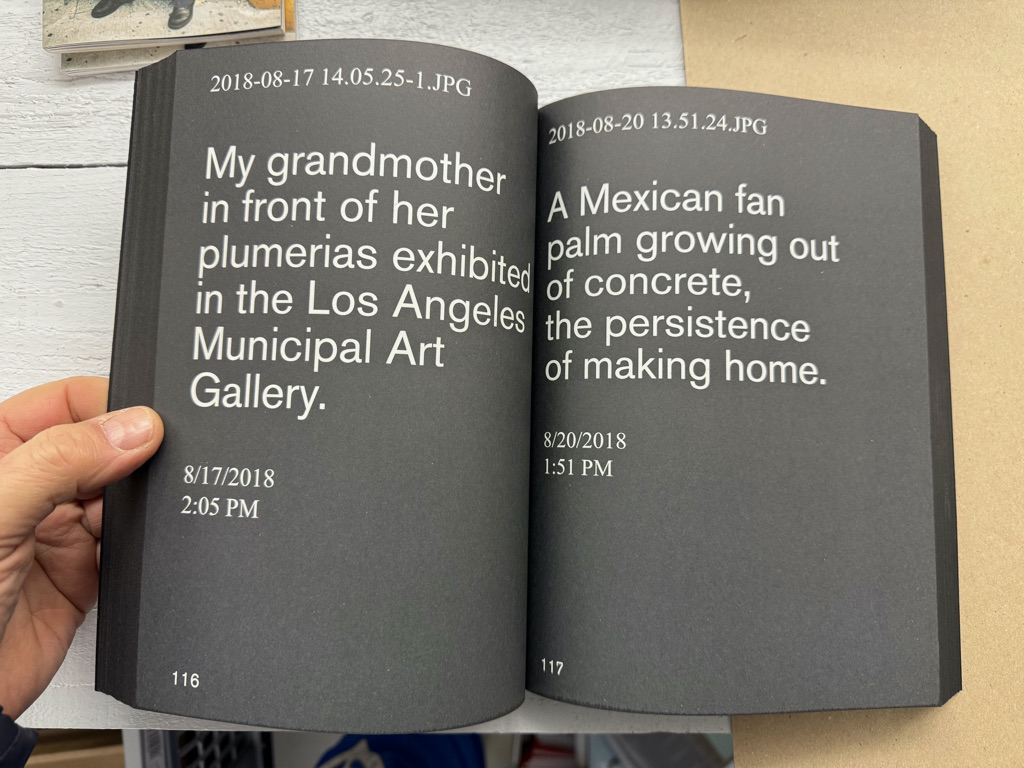 2018-08-17 14.05.25-1.JPG
My grandmother
in front of her
plumerias exhibited
in the Los Angeles
Municipal Art
Gallery.
8/17/2018
2:05 PM
116
2018-08-20 13.51.24.JPG
A Mexican fan
palm growing out
of concrete,
the persistence
of making home.
8/20/2018
1:51 PM
117